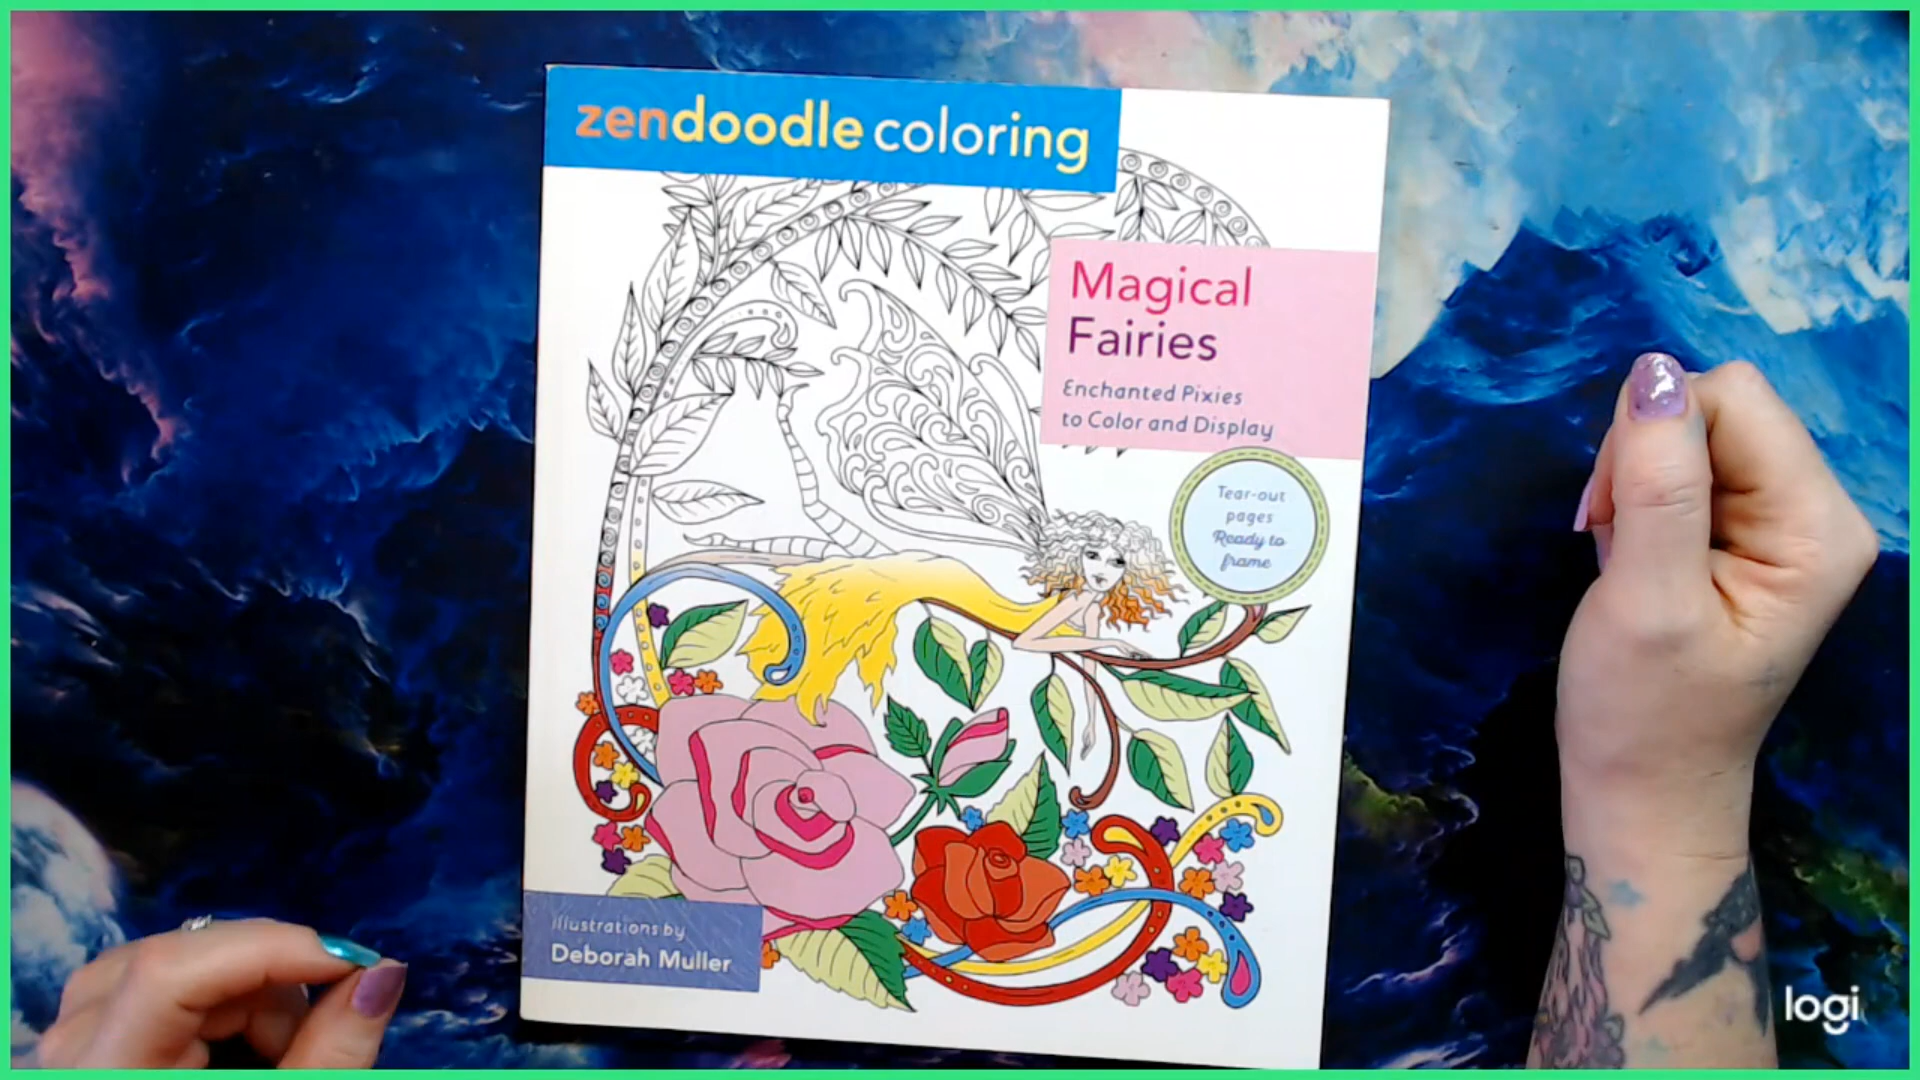 zendoodle coloring
Magical
Fairies
Enchanted Pixies
to Color and Display
Tear-out
pages
Ready to
frame
illustrations by
Deborah Muller
logi